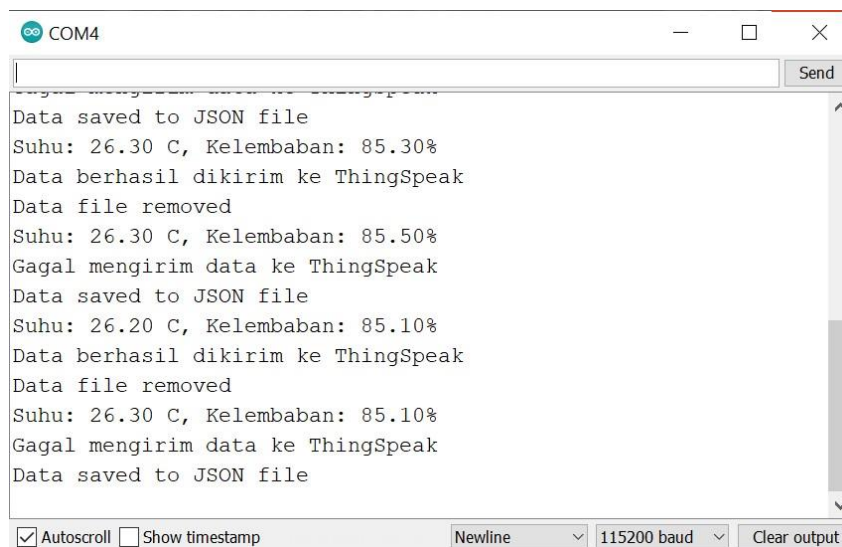 COM4
Send
Data saved to JSON file
Suhu: 26.30 C, Kelembaban: 85.30%
Data berhasil dikirim ke ThingSpeak
Data file removed
Suhu: 26.30 C, Kelembaban: 85.50%
Gagal mengirim data ke ThingSpeak
Data saved to JSON file
Suhu: 26.20 C, Kelembaban: 85.10%
Data berhasil dikirim ke ThingSpeak
Data file removed
Suhu: 26.30 C, Kelembaban: 85.10%
Gagal mengirim data ke ThingSpeak
Data saved to JSON file
Autoscroll Show timestamp Newline 115200 baud Clear output